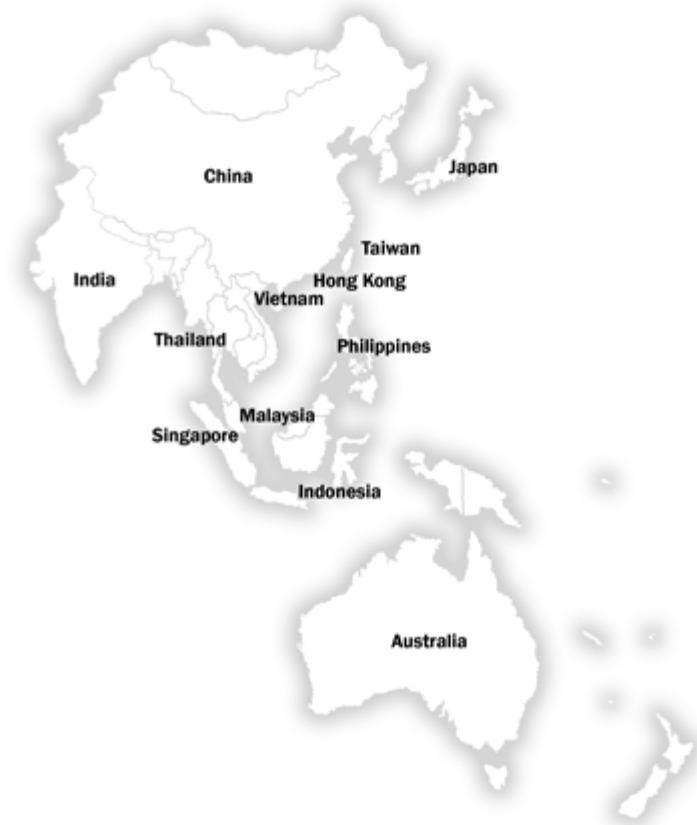 China
Japan
Taiwan
India
Hong Kong
Vietnam
Thailand
Philippines
Malaysia
Singapore
Indonesia
Australia